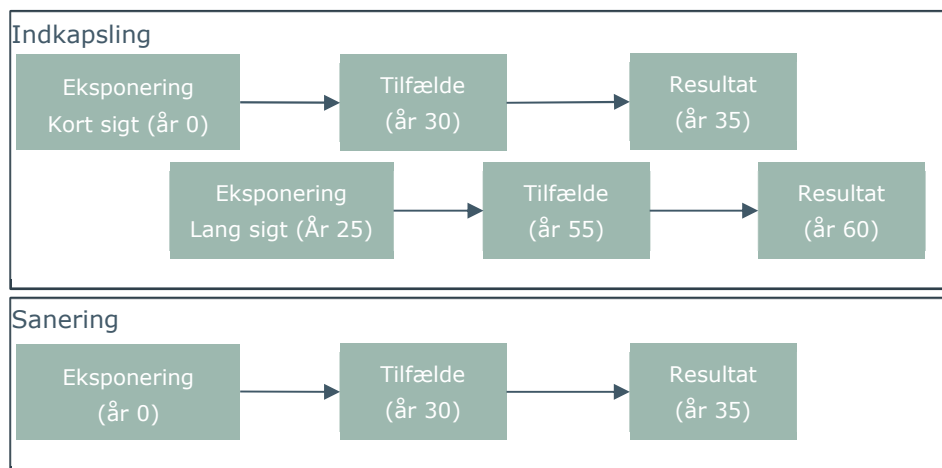 Indkapsling
Eksponering
Kort sigt (år 0)
Tilfælde
(år 30)
Resultat
(år 35)
Eksponering
Lang sigt (År 25)
Tilfælde
(år 55)
Resultat
(år 60)
Sanering
Eksponering
(år 0)
Tilfælde
(år 30)
Resultat
(år 35)